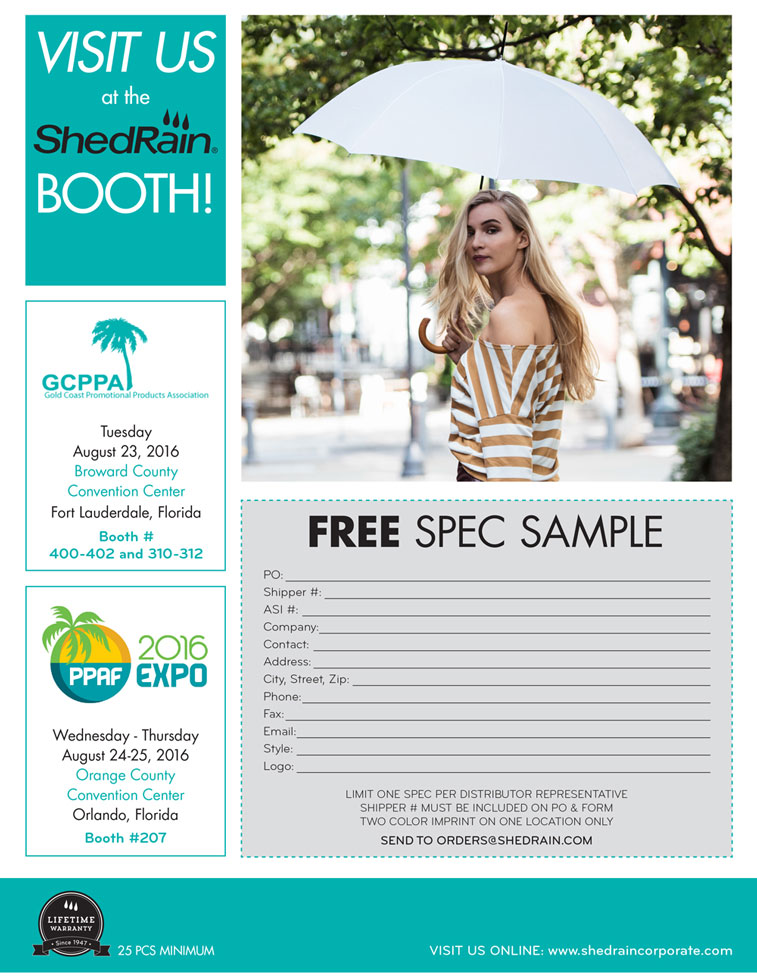 VISIT US
at the
ShedRain®
BOOTH!
GCPPA
Gold Coast Promotional Products Association
Tuesday
August 23, 2016
Broward County
Convention Center
Fort Lauderdale, Florida
Booth #
400-402 and 310-312
PPAF
2016
EXPO
Wednesday - Thursday
August 24-25, 2016
Orange County
Convention Center
Orlando, Florida
Booth #207
FREE SPEC SAMPLE
PO:
Shipper #:
ASI #:
Company:
Contact:
Address:
City, Street, Zip:
Phone:
Fax:
Email:
Style:
Logo:
LIMIT ONE SPEC PER DISTRIBUTOR REPRESENTATIVE
SHIPPER # MUST BE INCLUDED ON PO & FORM
TWO COLOR IMPRINT ON ONE LOCATION ONLY
SEND TO ORDERS@SHEDRAIN.COM
LIFETIME
WARRANTY
• Since 1947 •
25 PCS MINIMUM
VISIT US ONLINE: www.shedraincorporate.com